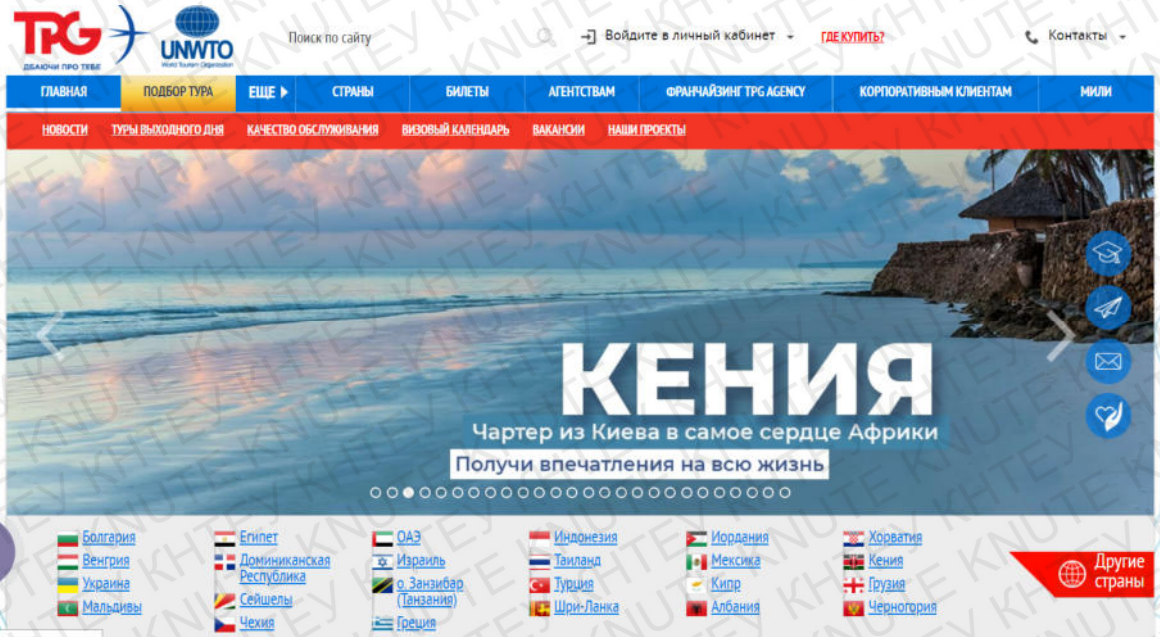 TPG
ДБАЮЧИ ПРО ТЕБЕ
UNWTO
World Tourism Organization
Поиск по сайту
Войдите в личный кабинет
ГДЕ КУПИТЬ?
Контакты
ГЛАВНАЯ
ПОДБОР ТУРА
ЕЩЕ
СТРАНЫ
БИЛЕТЫ
АГЕНТСТВАМ
ФРАНЧАЙЗИНГ TPG AGENCY
КОРПОРАТИВНЫМ КЛИЕНТАМ
МИЛИ
НОВОСТИ
ТУРЫ ВЫХОДНОГО ДНЯ
КАЧЕСТВО ОБСЛУЖИВАНИЯ
ВИЗОВЫЙ КАЛЕНДАРЬ
ВАКАНСИИ
НАШИ ПРОЕКТЫ
КЕНИЯ
Чартер из Киева в самое сердце Африки
Получи впечатления на всю жизнь
Болгария
Венгрия
Украина
Мальдивы
Египет
Доминиканская
Республика
Сейшелы
Чехия
ОАЭ
Израиль
о. Занзибар
(Танзания)
Греция
Индонезия
Таиланд
Турция
Шри-Ланка
Иордания
Мексика
Кипр
Албания
Хорватия
Кения
Грузия
Черногория
Другие
страны
KNUTE KHTEY KNUTE KHTEY